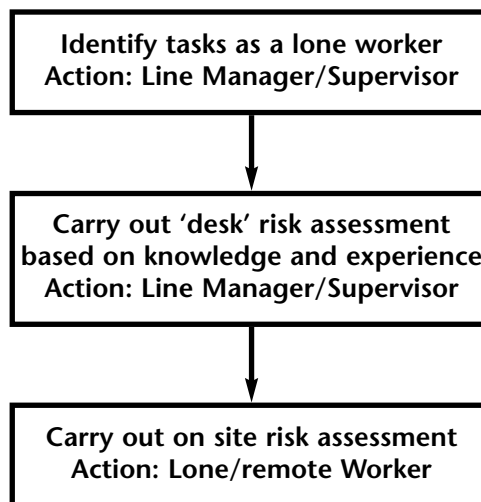 Identify tasks as a lone worker
Action: Line Manager/Supervisor
Carry out ‘desk’ risk assessment
based on knowledge and experience
Action: Line Manager/Supervisor
Carry out on site risk assessment
Action: Lone/remote Worker